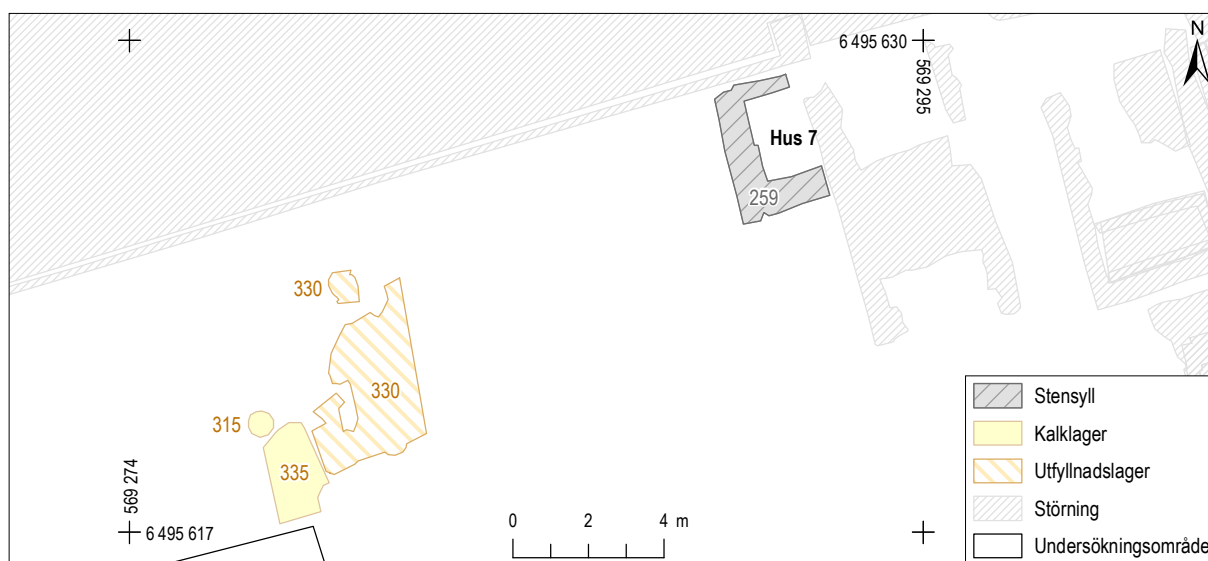 N
6 495 630
569 295
Hus 7
259
330
330
315
335
569 274
6 495 617
0 2 4 m
Stensyll
Kalklager
Utfyllnadslager
Störning
Undersökningsområde